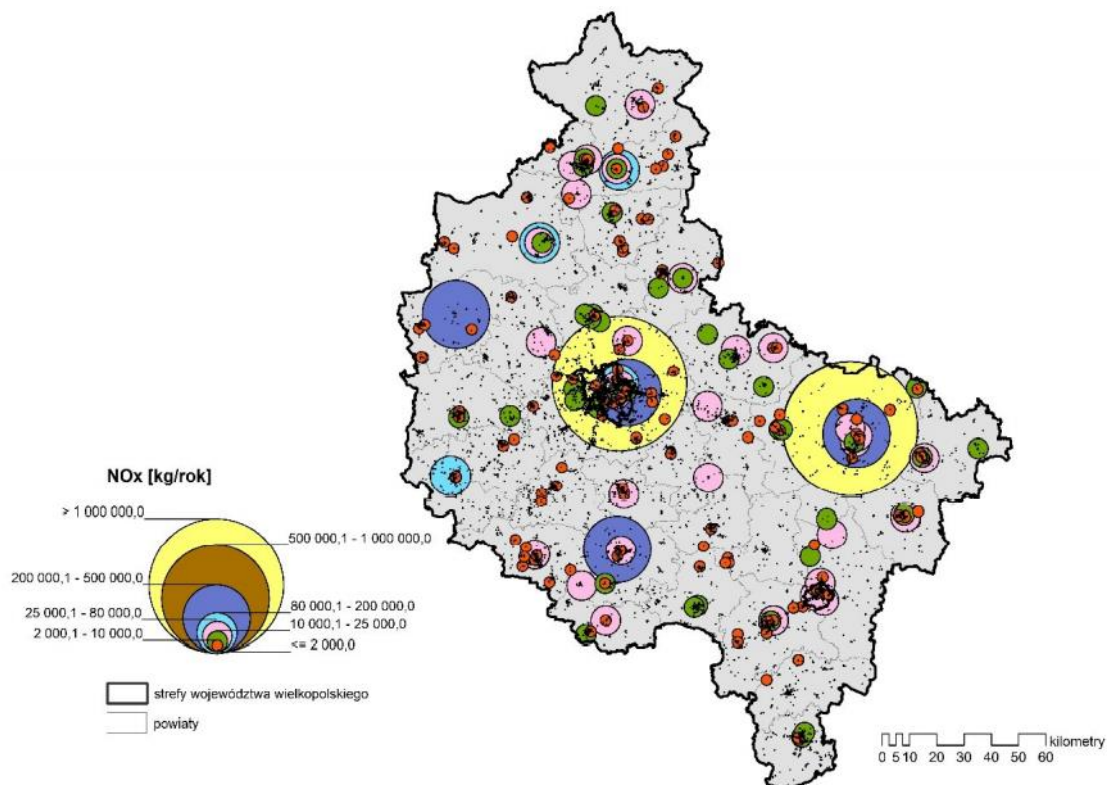 NOx [kg/rok]
> 1 000 000,0
500 000,1 - 1 000 000,0
200 000,1 - 500 000,0
80 000,1 - 200 000,0
25 000,1 - 80 000,0
10 000,1 - 25 000,0
2 000,1 - 10 000,0
<= 2 000,0
strefy województwa wielkopolskiego
powiaty
kilometry
0 5 10 20 30 40 50 60